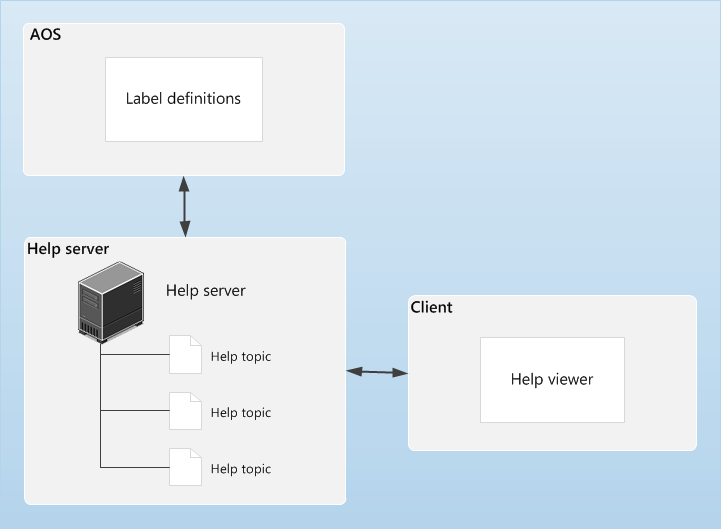 AOS
Label definitions
Help server
Help server
Help topic
Help topic
Help topic
Client
Help viewer